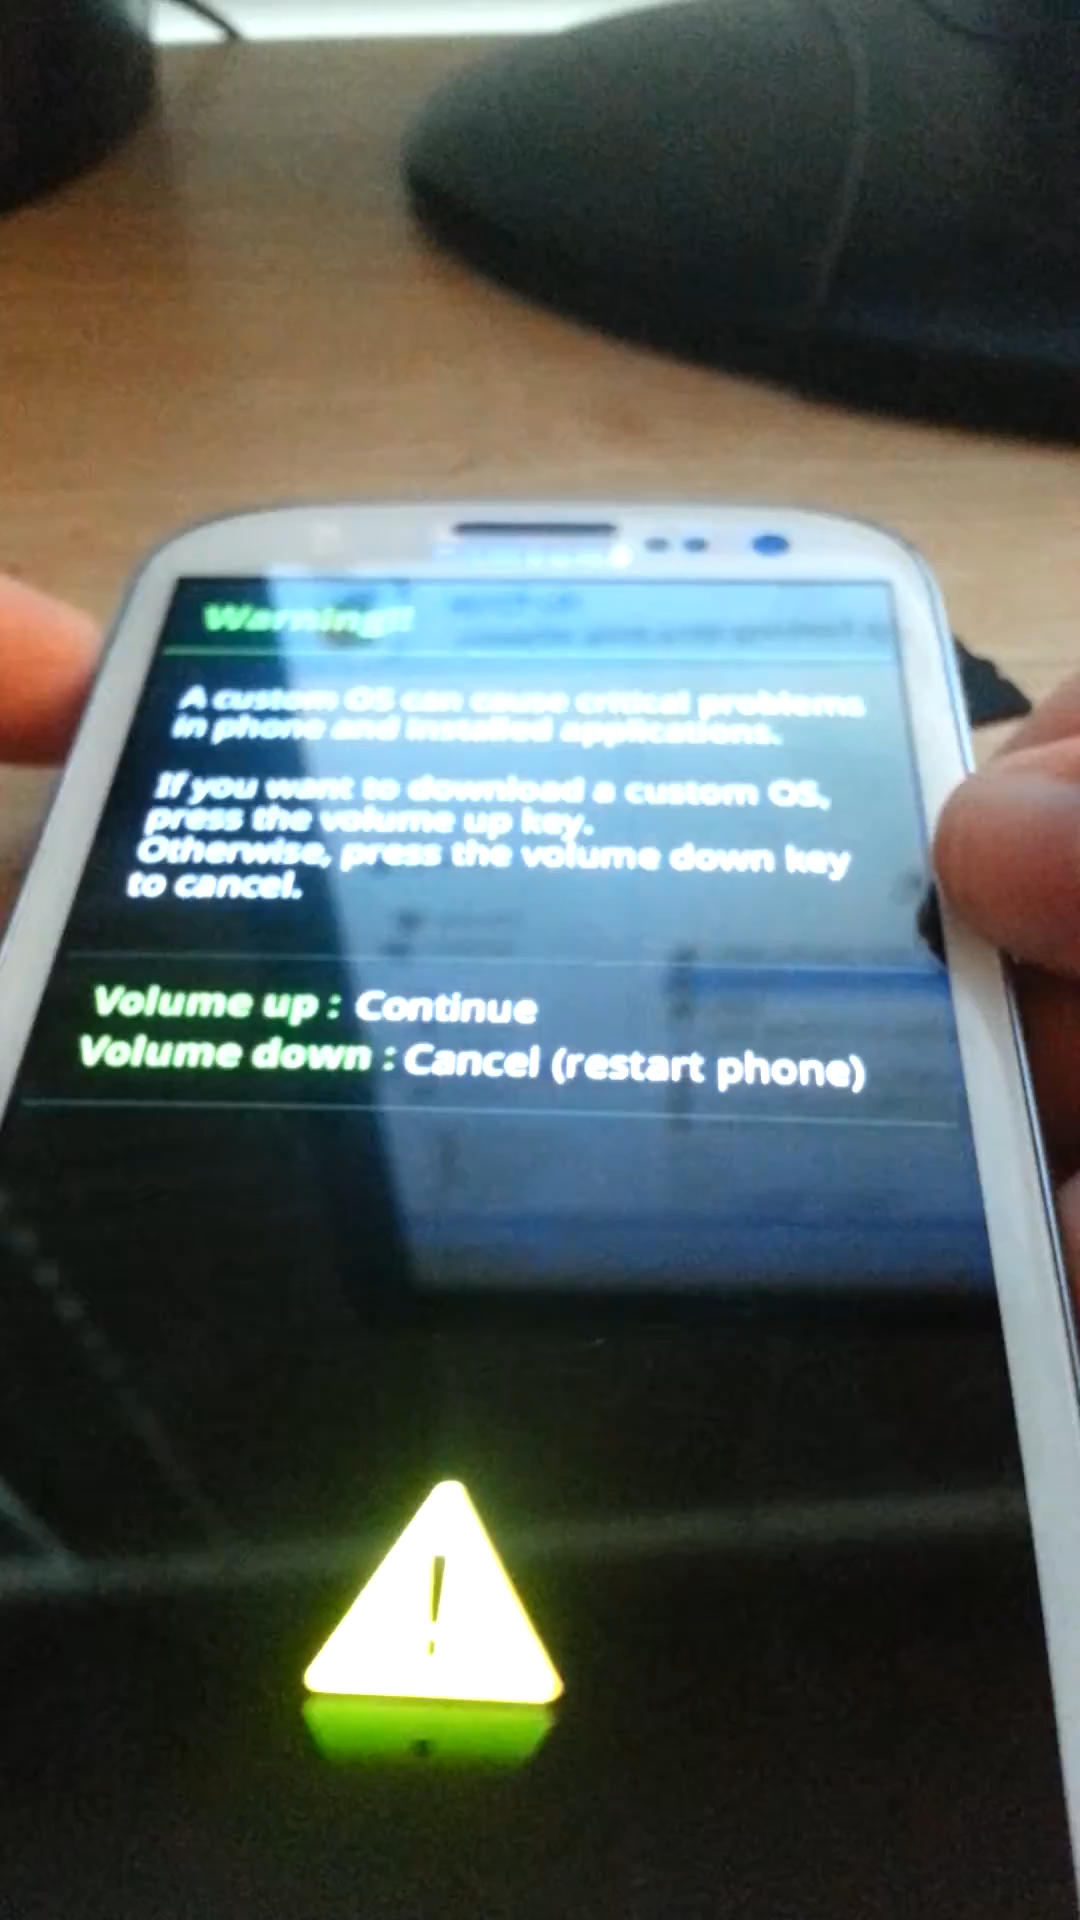 Warning!!
A custom OS can cause critical problems
in phone and installed applications.
If you want to download a custom OS,
press the volume up key.
Otherwise, press the volume down key
to cancel.
Volume up : Continue
Volume down : Cancel (restart phone)
!